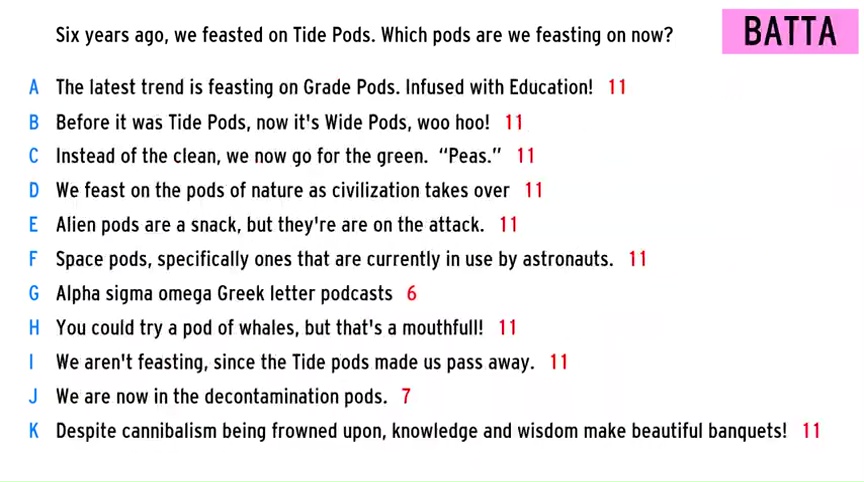 Six years ago, we feasted on Tide Pods. Which pods are we feasting on now?
BATTA
A The latest trend is feasting on Grade Pods. Infused with Education! 11
B Before it was Tide Pods, now it's Wide Pods, woo hoo! 11
C Instead of the clean, we now go for the green. “Peas.” 11
D We feast on the pods of nature as civilization takes over 11
E Alien pods are a snack, but they're are on the attack. 11
F Space pods, specifically ones that are currently in use by astronauts. 11
G Alpha sigma omega Greek letter podcasts 6
H You could try a pod of whales, but that's a mouthfull! 11
I We aren't feasting, since the Tide pods made us pass away. 11
J We are now in the decontamination pods. 7
K Despite cannibalism being frowned upon, knowledge and wisdom make beautiful banquets! 11